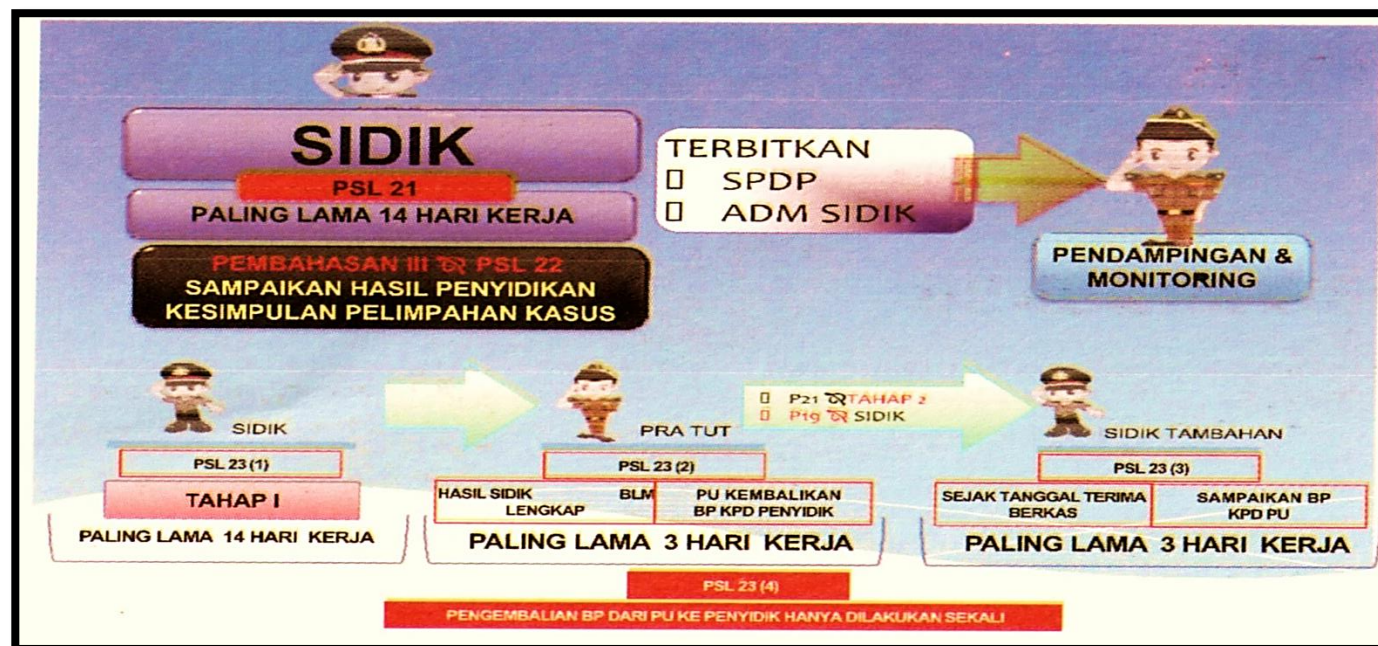 SIDIK
PSL 21
PALING LAMA 14 HARI KERJA
PEMBAHASAN III PSL 22
SAMPAIKAN HASIL PENYIDIKAN
KESIMPULAN PELIMPAHAN KASUS
TERBITKAN
SPDP
ADM SIDIK
PENDAMPINGAN &
MONITORING
SIDIK
PSL 23 (1)
TAHAP I
PALING LAMA 14 HARI KERJA
PRA TUT
PSL 23 (2)
HASIL SIDIK BLM
LENGKAP
PU KEMBALIKAN
BP KPD PENYIDIK
PALING LAMA 3 HARI KERJA
P21 TAHAP 2
P19 SIDIK
SIDIK TAMBAHAN
PSL 23 (3)
SEJAK TANGGAL TERIMA
BERKAS
SAMPAIKAN BP
KPD PU
PALING LAMA 3 HARI KERJA
PSL 23 (4)
PENGEMBALIAN BP DARI PU KE PENYIDIK HANYA DILAKUKAN SEKALI